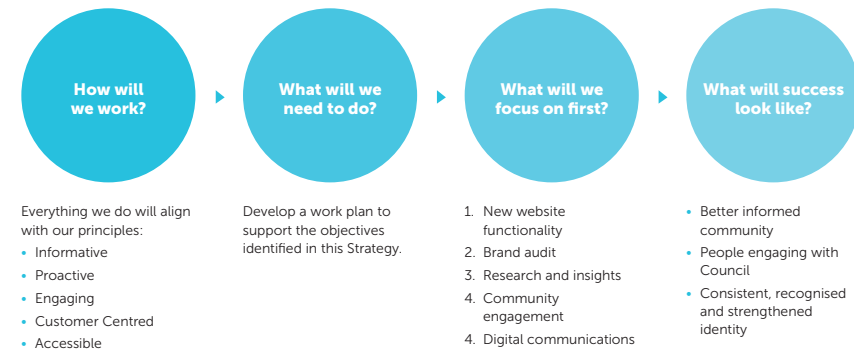 How will
we work?
What will we
need to do?
What will we
focus on first?
What will success
look like?
Everything we do will align
with our principles:
• Informative
• Proactive
• Engaging
• Customer Centred
• Accessible
Develop a work plan to
support the objectives
identified in this Strategy.
1. New website
functionality
2. Brand audit
3. Research and insights
4. Community
engagement
4. Digital communications
• Better informed
community
• People engaging with
Council
• Consistent, recognised
and strengthened
identity